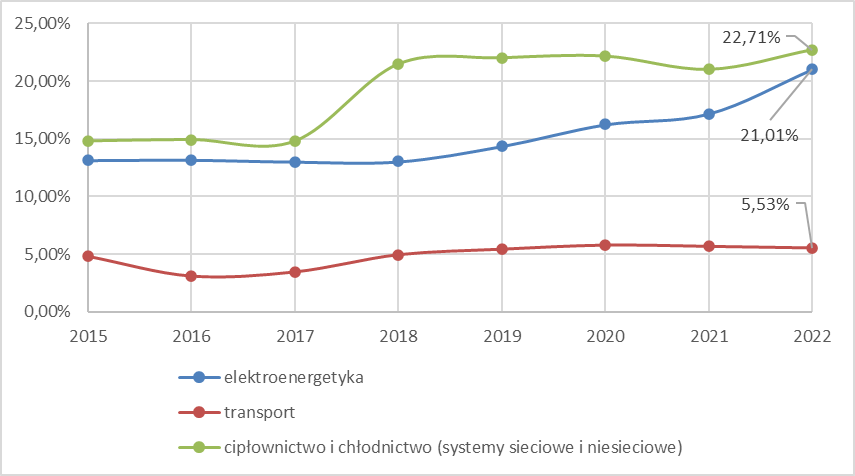 25,00%
22,71%
20,00%
15,00%
21,01%
10,00%
5,53%
5,00%
0,00%
2015 2016 2017 2018 2019 2020 2021 2022
elektroenergetyka
transport
cipłownictwo i chłodnictwo (systemy sieciowe i niesieciowe)